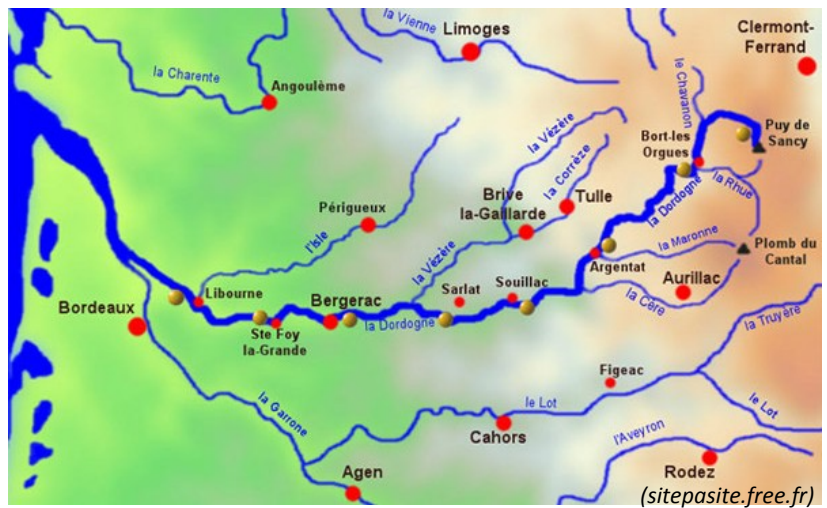 la Vienne
Limoges
Clermont-
Ferrand
la Charente
Angoulême
le Chavanon
la Vézère
la Corrèze
Bort-les
Orgues
Puy de
Sancy
la Rhue
la Dordogne
Périgueux
l'Isle
Brive
la-Gaillarde
Tulle
la Maronne
Plomb du
Cantal
Argentat
la Vézère
Libourne
Sarlat
Souillac
Aurillac
la Cère
Bordeaux
Bergerac
la Dordogne
Ste Foy
la-Grande
la Truyère
Figeac
la Garrone
le Lot
le Lot
Cahors
l'Aveyron
Agen
Rodez
(sitepasite.free.fr)